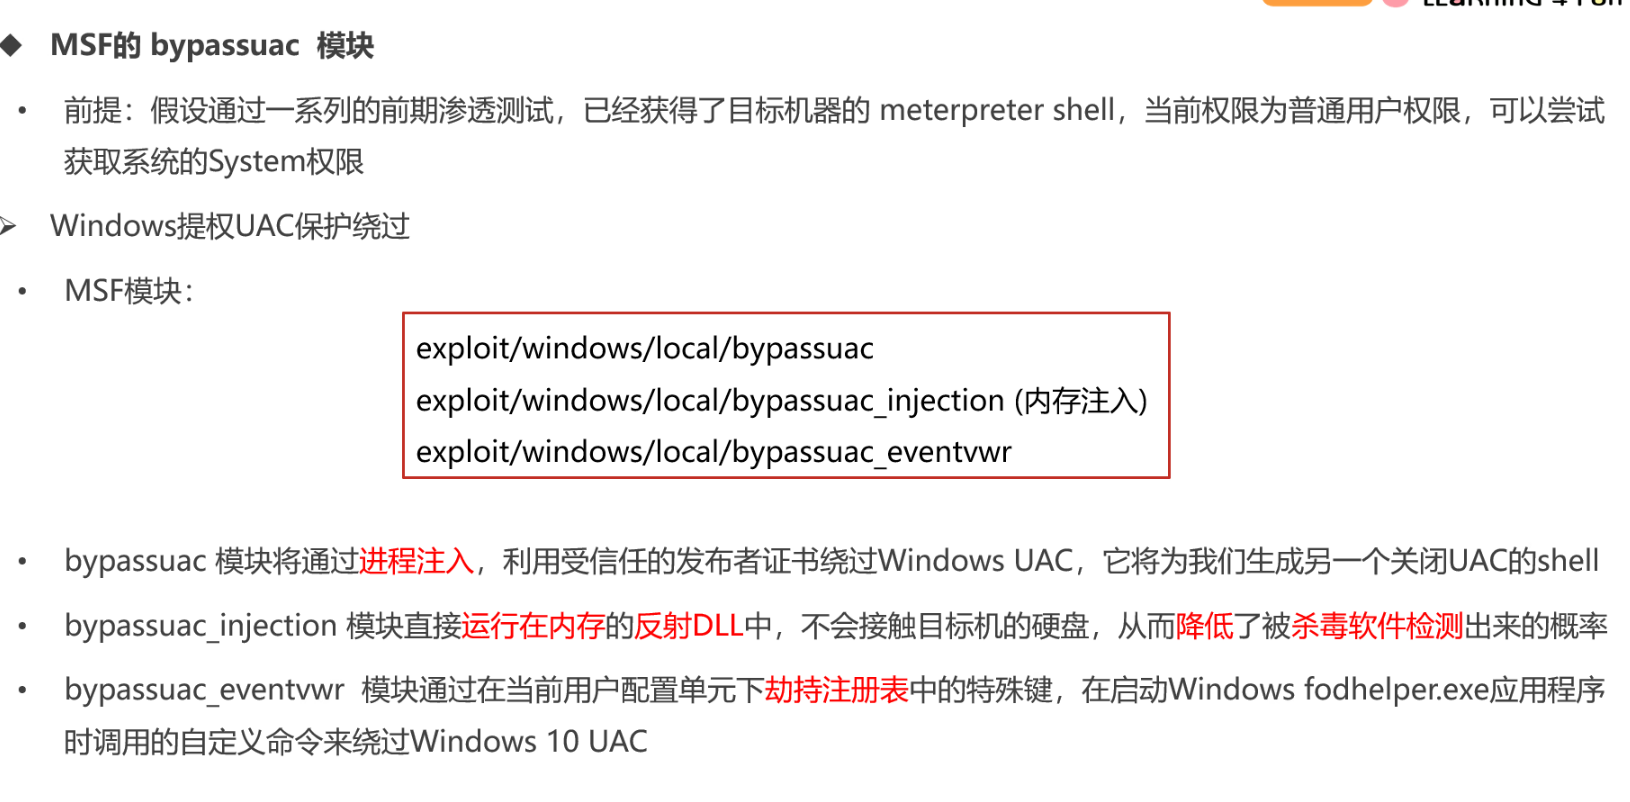 MSF的 bypassuac 模块
前提：假设通过一系列的前期渗透测试，已经获得了目标机器的 meterpreter shell，当前权限为普通用户权限，可以尝试
获取系统的System权限
Windows提权UAC保护绕过
MSF模块：
exploit/windows/local/bypassuac
exploit/windows/local/bypassuac_injection (内存注入)
exploit/windows/local/bypassuac_eventvwr
bypassuac 模块将通过进程注入，利用受信任的发布者证书绕过Windows UAC，它将为我们生成另一个关闭UAC的shell
bypassuac_injection 模块直接运行在内存的反射DLL中，不会接触目标机的硬盘，从而降低了被杀毒软件检测出来的概率
bypassuac_eventvwr 模块通过在当前用户配置单元下劫持注册表中的特殊键，在启动Windows fodhelper.exe应用程序
时调用的自定义命令来绕过Windows 10 UAC